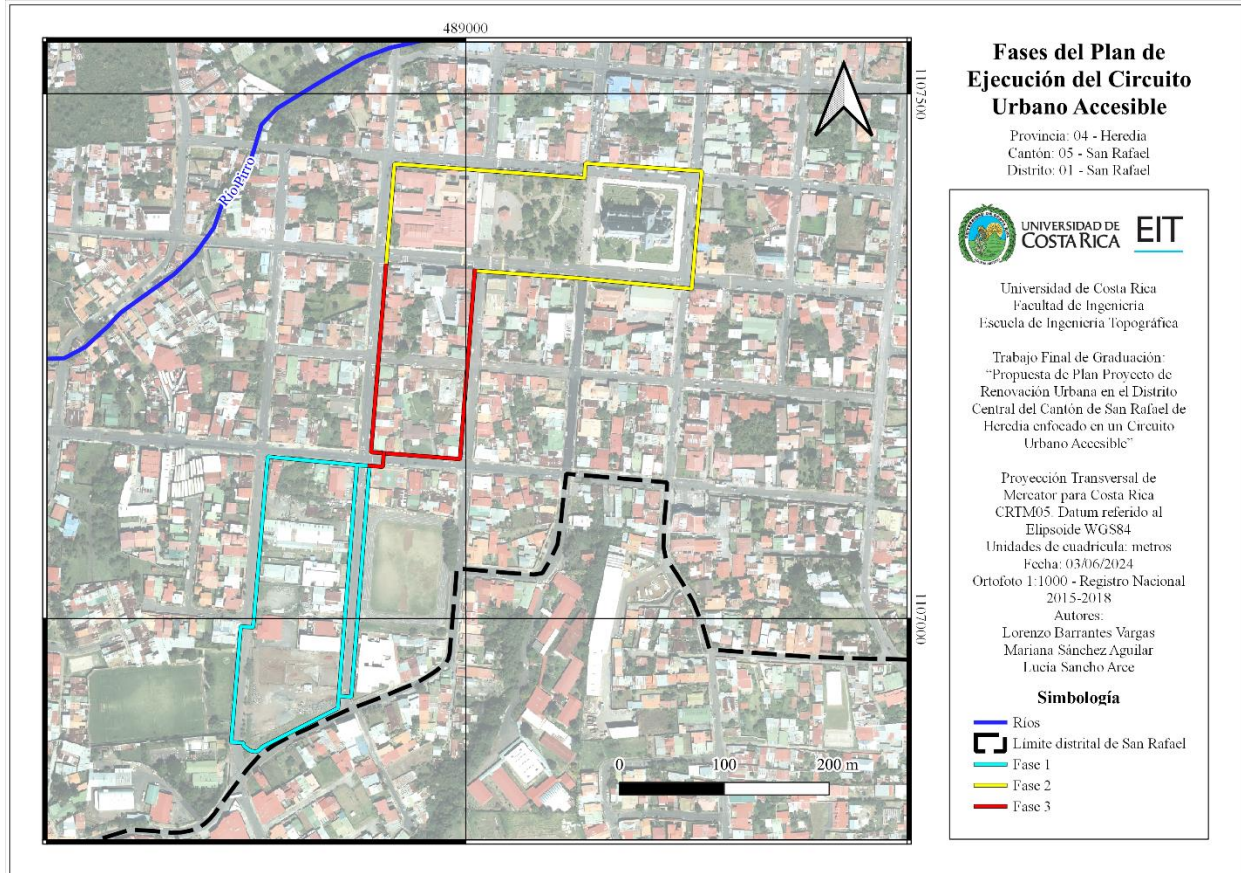 489000
1107500
1107000
Río Pirro
0 100 200 m
Fases del Plan de
Ejecución del Circuito
Urbano Accesible
Provincia: 04 - Heredia
Cantón: 05 - San Rafael
Distrito: 01 - San Rafael
UNIVERSIDAD DE
COSTA RICA
EIT
Universidad de Costa Rica
Facultad de Ingeniería
Escuela de Ingeniería Topográfica
Trabajo Final de Graduación:
“Propuesta de Plan Proyecto de
Renovación Urbana en el Distrito
Central del Cantón de San Rafael de
Heredia enfocado en un Circuito
Urbano Accesible”
Proyección Transversal de
Mercator para Costa Rica
CRTM05. Datum referido al
Elipsoide WGS84
Unidades de cuadrícula: metros
Fecha: 03/06/2024
Ortofoto 1:1000 - Registro Nacional
2015-2018
Autores:
Lorenzo Barrantes Vargas
Mariana Sánchez Aguilar
Lucía Sancho Arce
Simbología
Ríos
Límite distrital de San Rafael
Fase 1
Fase 2
Fase 3